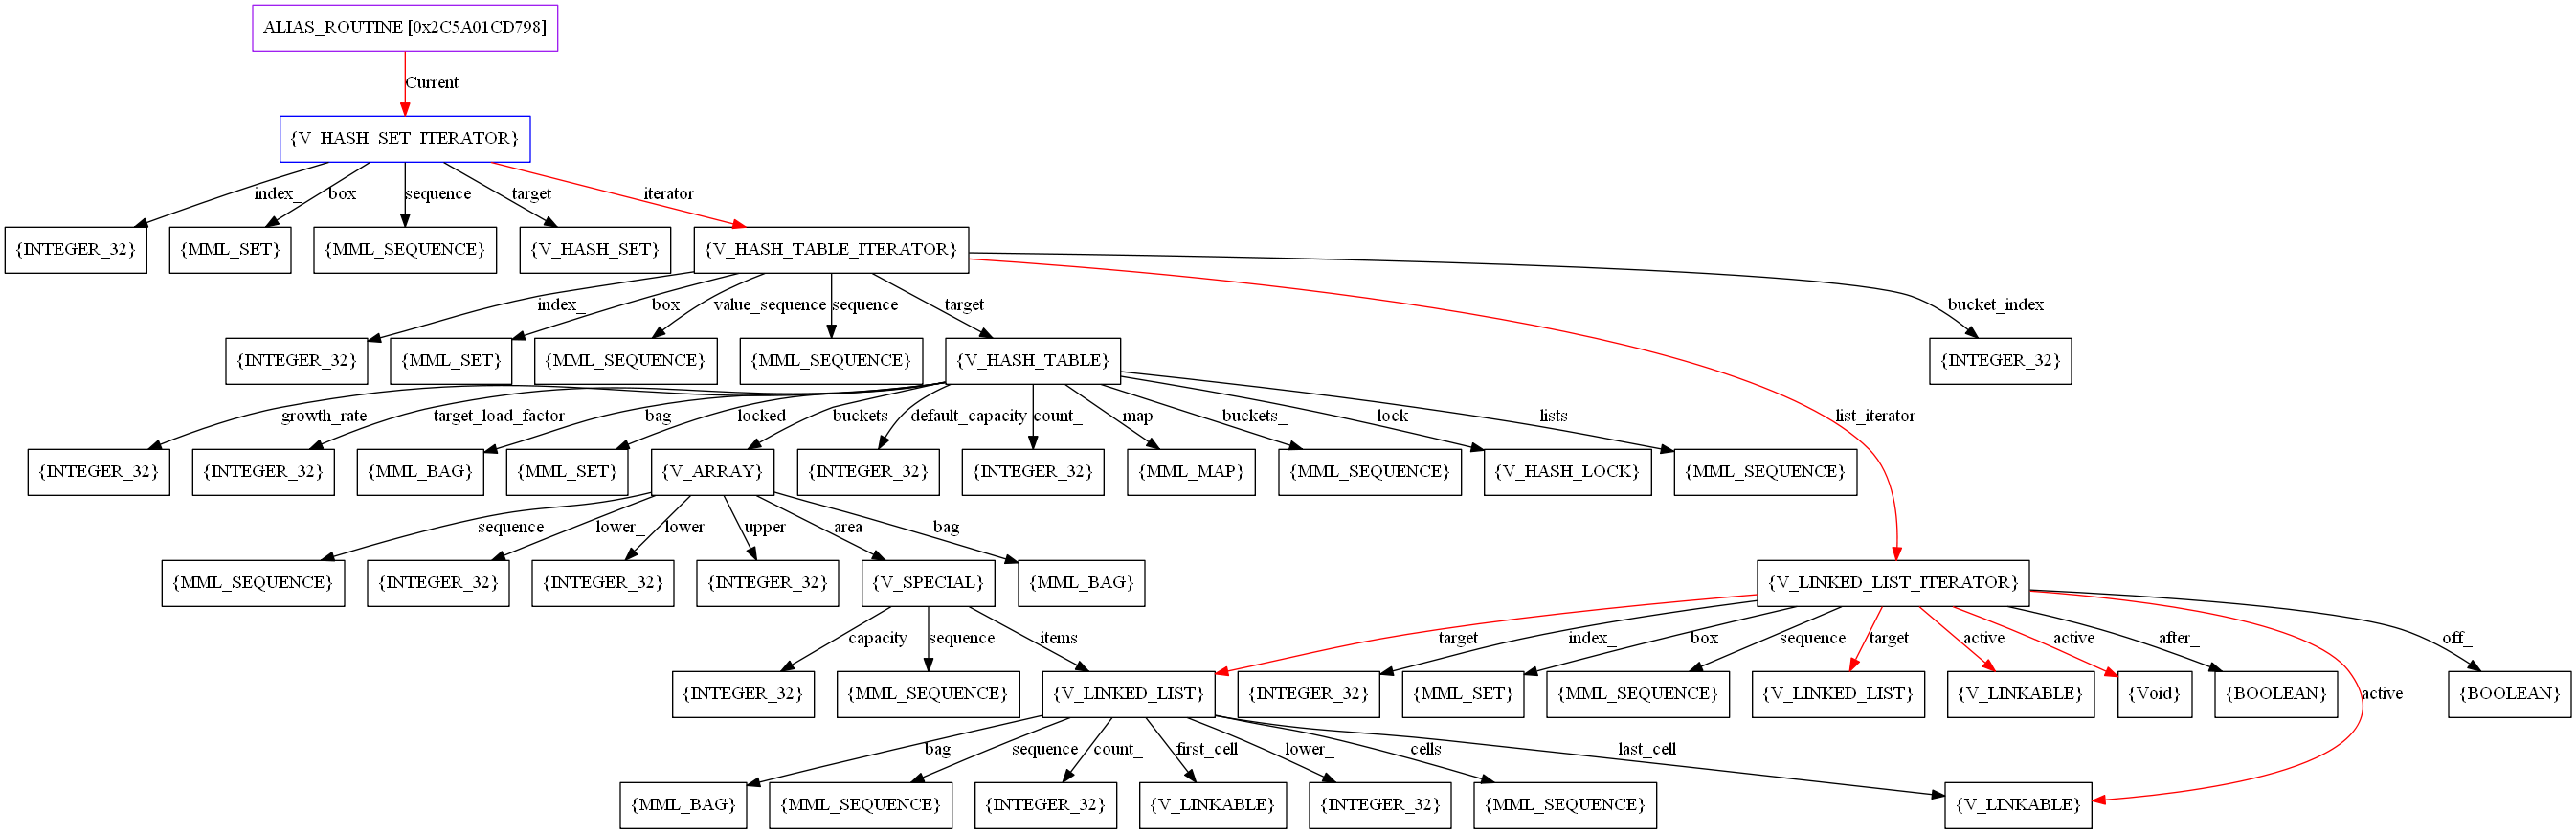 ALIAS_ROUTINE [0x2C5A01CD798]
Current
{V_HASH_SET_ITERATOR}
index_
box
sequence
target
iterator
{INTEGER_32}
{MML_SET}
{MML_SEQUENCE}
{V_HASH_SET}
{V_HASH_TABLE_ITERATOR}
index_
box
value_sequence
sequence
target
bucket_index
{INTEGER_32}
{MML_SET}
{MML_SEQUENCE}
{MML_SEQUENCE}
{V_HASH_TABLE}
{INTEGER_32}
growth_rate
target_load_factor
bag
locked
buckets
default_capacity
count_
map
buckets_
lock
lists
list_iterator
{INTEGER_32}
{INTEGER_32}
{MML_BAG}
{MML_SET}
{V_ARRAY}
{INTEGER_32}
{INTEGER_32}
{MML_MAP}
{MML_SEQUENCE}
{V_HASH_LOCK}
{MML_SEQUENCE}
sequence
lower_
lower
upper
area
bag
{MML_SEQUENCE}
{INTEGER_32}
{INTEGER_32}
{INTEGER_32}
{V_SPECIAL}
{MML_BAG}
{V_LINKED_LIST_ITERATOR}
capacity
sequence
items
target
index_
box
sequence
target
active
active
after_
off_
{INTEGER_32}
{MML_SEQUENCE}
{V_LINKED_LIST}
{INTEGER_32}
{MML_SET}
{MML_SEQUENCE}
{V_LINKED_LIST}
{V_LINKABLE}
{Void}
{BOOLEAN}
active
{BOOLEAN}
bag
sequence
count_
first_cell
lower_
cells
last_cell
{MML_BAG}
{MML_SEQUENCE}
{INTEGER_32}
{V_LINKABLE}
{INTEGER_32}
{MML_SEQUENCE}
{V_LINKABLE}